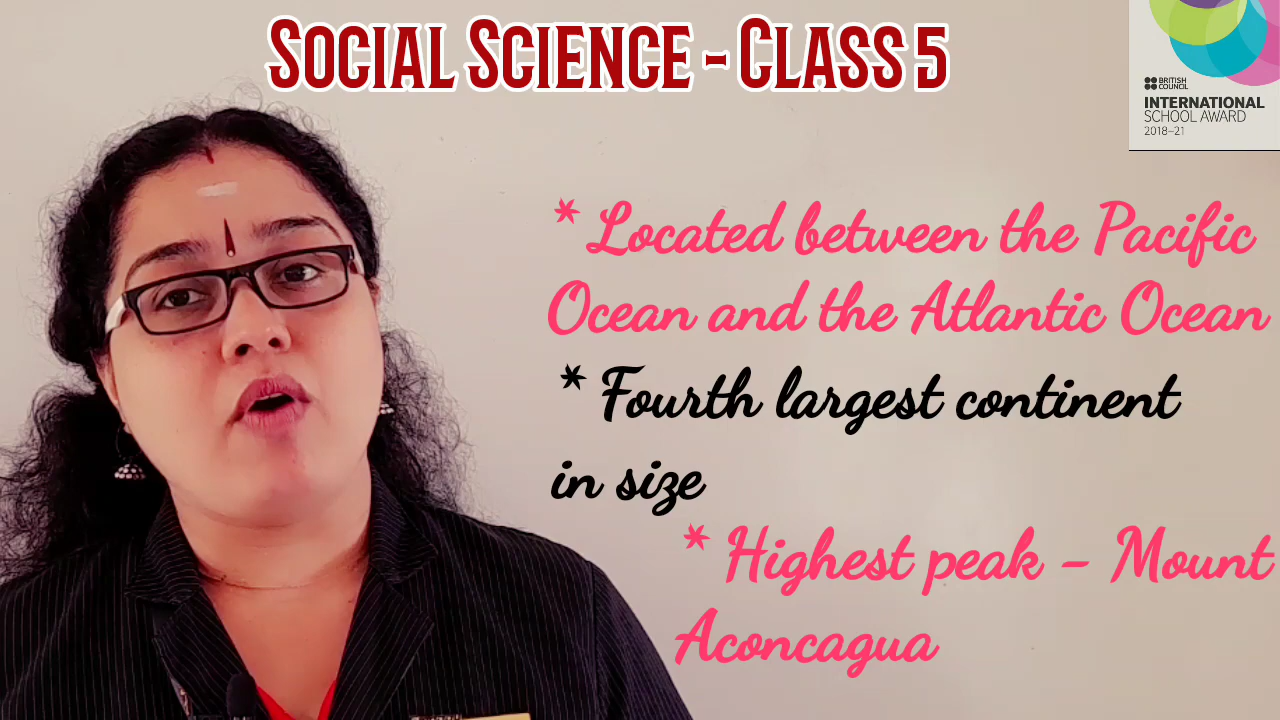 SOCIAL SCIENCE - CLASS 5
BRITISH
COUNCIL
INTERNATIONAL
SCHOOL AWARD
2018–21
* Located between the Pacific
Ocean and the Atlantic Ocean
* Fourth largest continent
in size
* Highest peak - Mount
Aconcagua